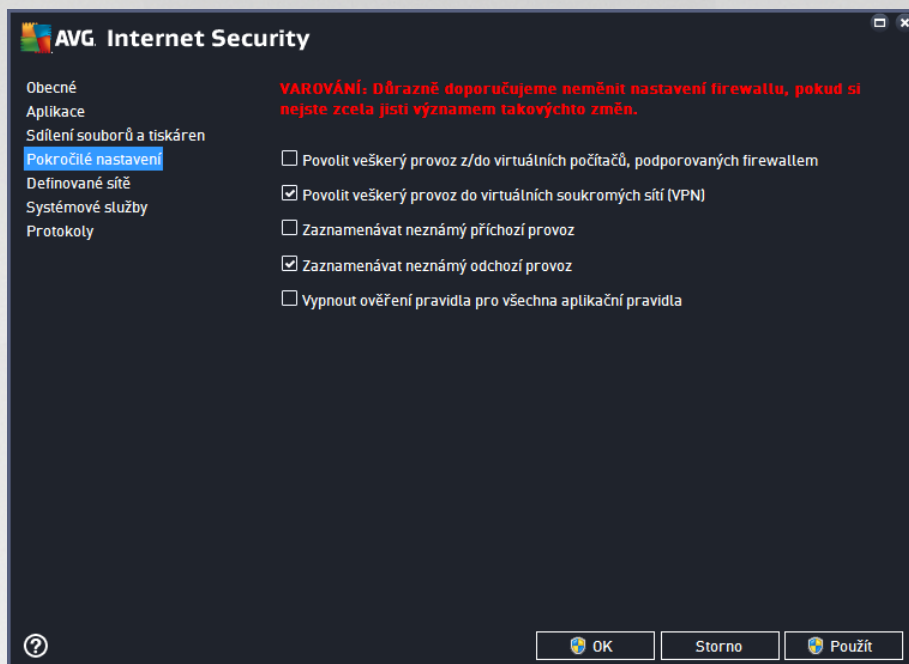 AVG. Internet Security
Obecné
Aplikace
Sdílení souborů a tiskáren
Pokročilé nastavení
Definované sítě
Systémové služby
Protokoly
VAROVÁNÍ: Důrazně doporučujeme neměnit nastavení firewallu, pokud si
nejste zcela jisti významem takovýchto změn.
Povolit veškerý provoz z/do virtuálních počítačů, podporovaných firewallem
Povolit veškerý provoz do virtuálních soukromých sítí (VPN)
Zaznamenávat neznámý příchozí provoz
Zaznamenávat neznámý odchozí provoz
Vypnout ověření pravidla pro všechna aplikační pravidla
?
OK
Storno
Použít